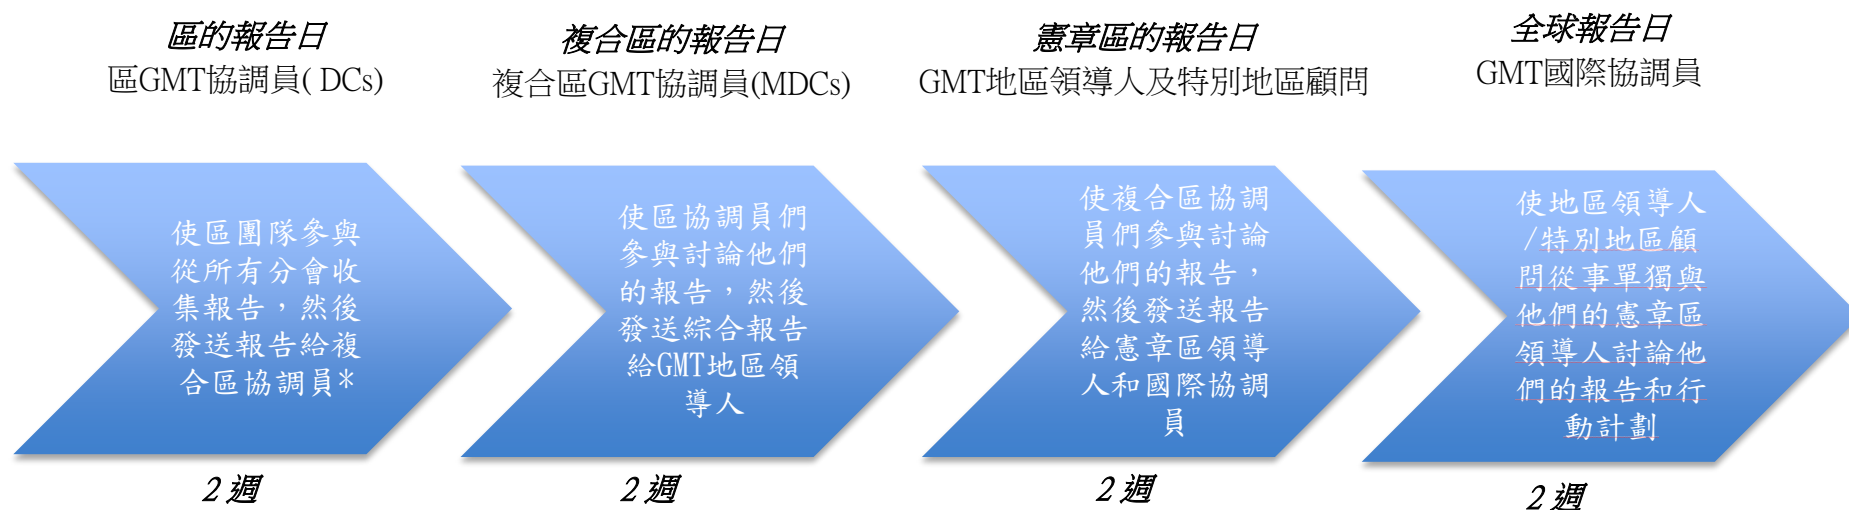 區的報告日
區GMT協調員( DCs)
使區團隊參與
從所有分會收
集報告，然後
發送報告給複
合區協調員*
2 週
複合區的報告日
複合區GMT協調員(MDCs)
使區協調員們
參與討論他們
的報告，然後
發送綜合報告
給GMT地區領
導人
2 週
憲章區的報告日
GMT地區領導人及特別地區顧問
使複合區協調
員們參與討論
他們的報告，
然後發送報告
給憲章區領導
人和國際協調
員
2 週
全球報告日
GMT國際協調員
使地區領導人
/特別地區顧
問從事單獨與
他們的憲章區
領導人討論他
們的報告和行
動計劃
2 週